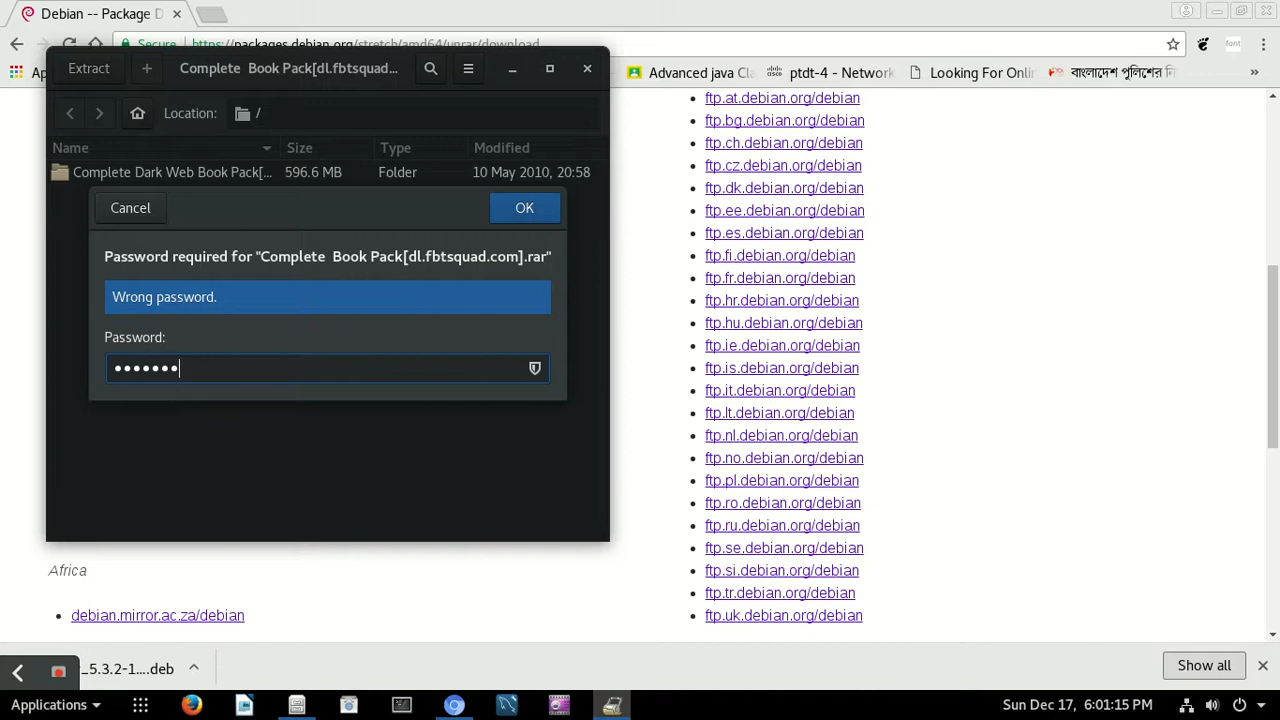 Debian -- Package D
Secure https://packages.debian.org/stretch/amd64/unrar/download
font
Ap
Advanced java Cla
ptdt-4 - Network
Looking For Onli
বাংলাদেশ পুলিশের নি
»
Extract
Complete Book Pack[dl.fbtsquad...
Location: /
Name Size Type Modified
Complete Dark Web Book Pack[... 596.6 MB Folder 10 May 2010, 20:58
Cancel OK
Password required for "Complete Book Pack[dl.fbtsquad.com].rar"
Wrong password.
Password:
•••••••
ftp.at.debian.org/debian
ftp.bg.debian.org/debian
ftp.ch.debian.org/debian
ftp.cz.debian.org/debian
ftp.dk.debian.org/debian
ftp.ee.debian.org/debian
ftp.es.debian.org/debian
ftp.fi.debian.org/debian
ftp.fr.debian.org/debian
ftp.hr.debian.org/debian
ftp.hu.debian.org/debian
ftp.ie.debian.org/debian
ftp.is.debian.org/debian
ftp.it.debian.org/debian
ftp.lt.debian.org/debian
ftp.nl.debian.org/debian
ftp.no.debian.org/debian
ftp.pl.debian.org/debian
ftp.ro.debian.org/debian
ftp.ru.debian.org/debian
ftp.se.debian.org/debian
ftp.si.debian.org/debian
ftp.tr.debian.org/debian
ftp.uk.debian.org/debian
Africa
debian.mirror.ac.za/debian
_5.3.2-1....deb
Show all
Applications
Sun Dec 17, 6:01:15 PM